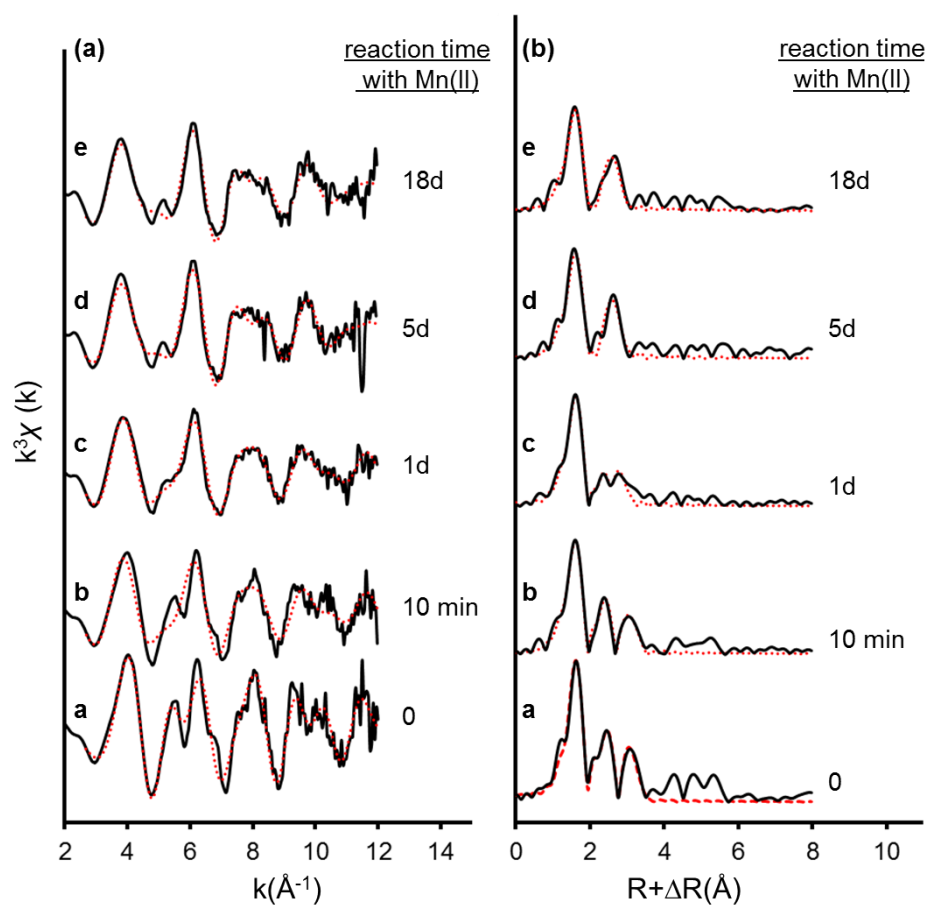 (a)
reaction time
with Mn(II)
e
18d
d
5d
c
1d
b
10 min
a
0
k³χ (k)
2 4 6 8 10 12 14
k(Å⁻¹)
(b)
reaction time
with Mn(II)
e
18d
d
5d
c
1d
b
10 min
a
0
0 2 4 6 8 10
R+ΔR(Å)